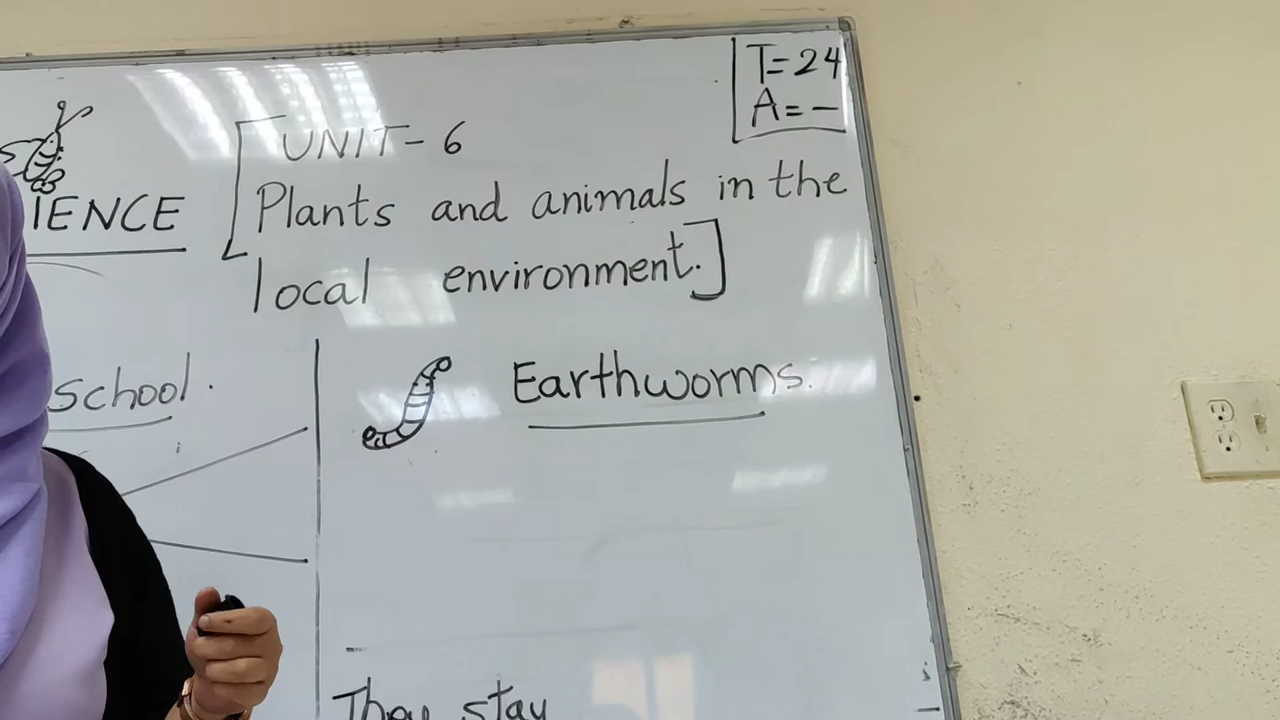 T=24
A= –
UNIT-6
IENCE
Plants and animals in the
local environment.
School.
Earthworms.
They stay